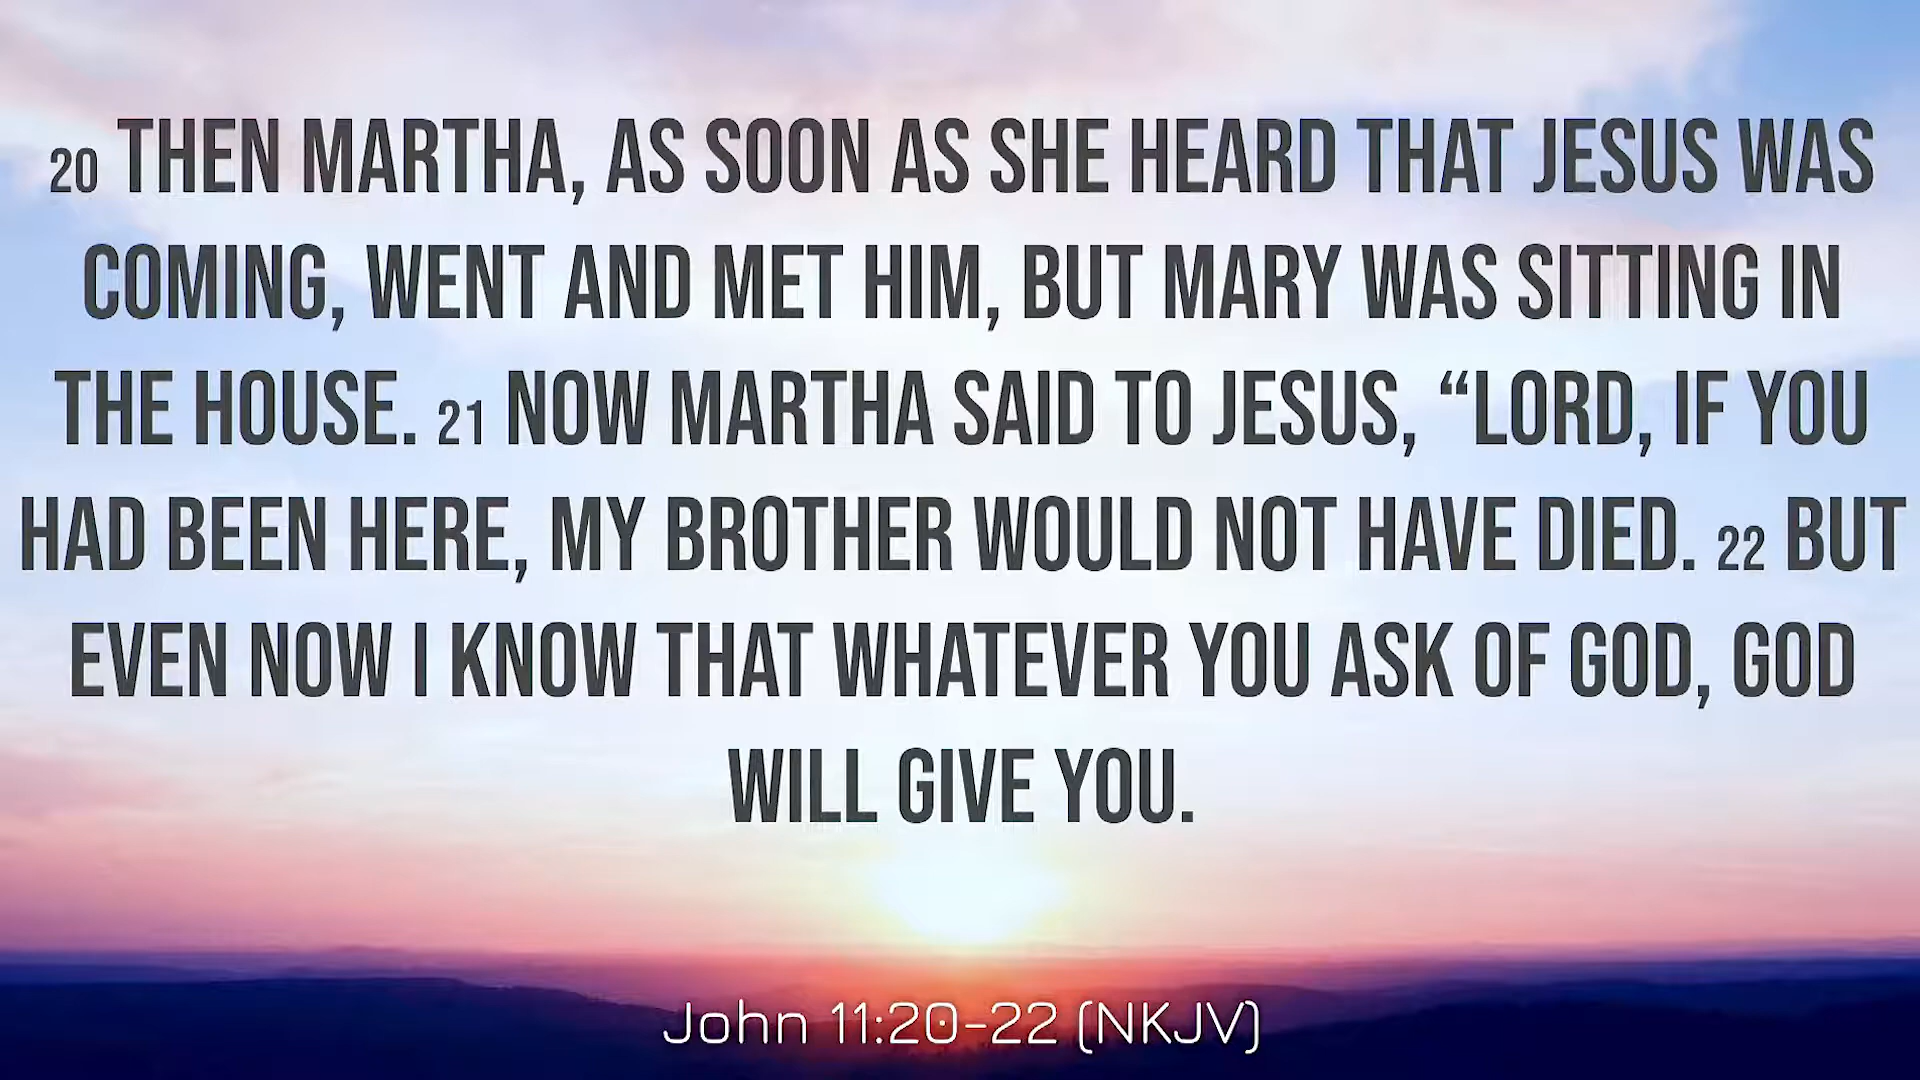 20 THEN MARTHA, AS SOON AS SHE HEARD THAT JESUS WAS
COMING, WENT AND MET HIM, BUT MARY WAS SITTING IN
THE HOUSE. 21 NOW MARTHA SAID TO JESUS, “LORD, IF YOU
HAD BEEN HERE, MY BROTHER WOULD NOT HAVE DIED. 22 BUT
EVEN NOW I KNOW THAT WHATEVER YOU ASK OF GOD, GOD
WILL GIVE YOU.
John 11:20-22 (NKJV)